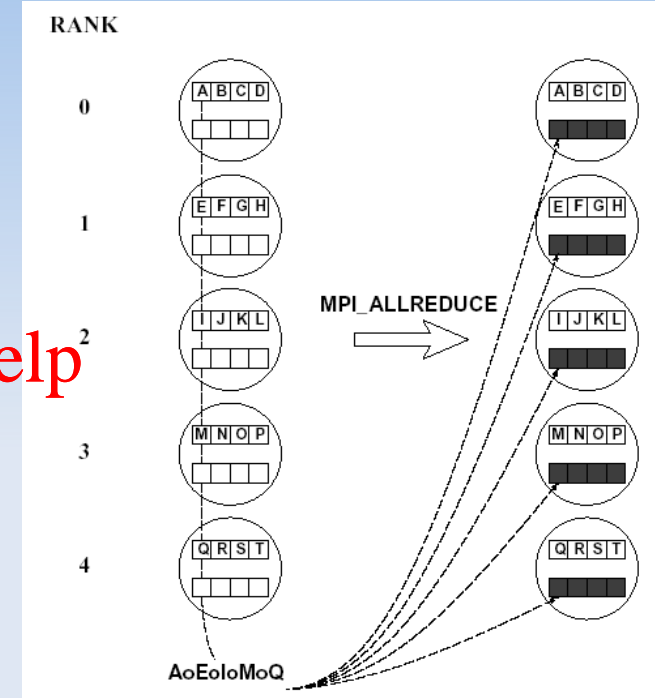 RANK
0
A B C D
A B C D
1
E F G H
E F G H
MPI_ALLREDUCE
elp
2
I J K L
I J K L
3
M N O P
M N O P
4
Q R S T
Q R S T
AoEoIoMoQ